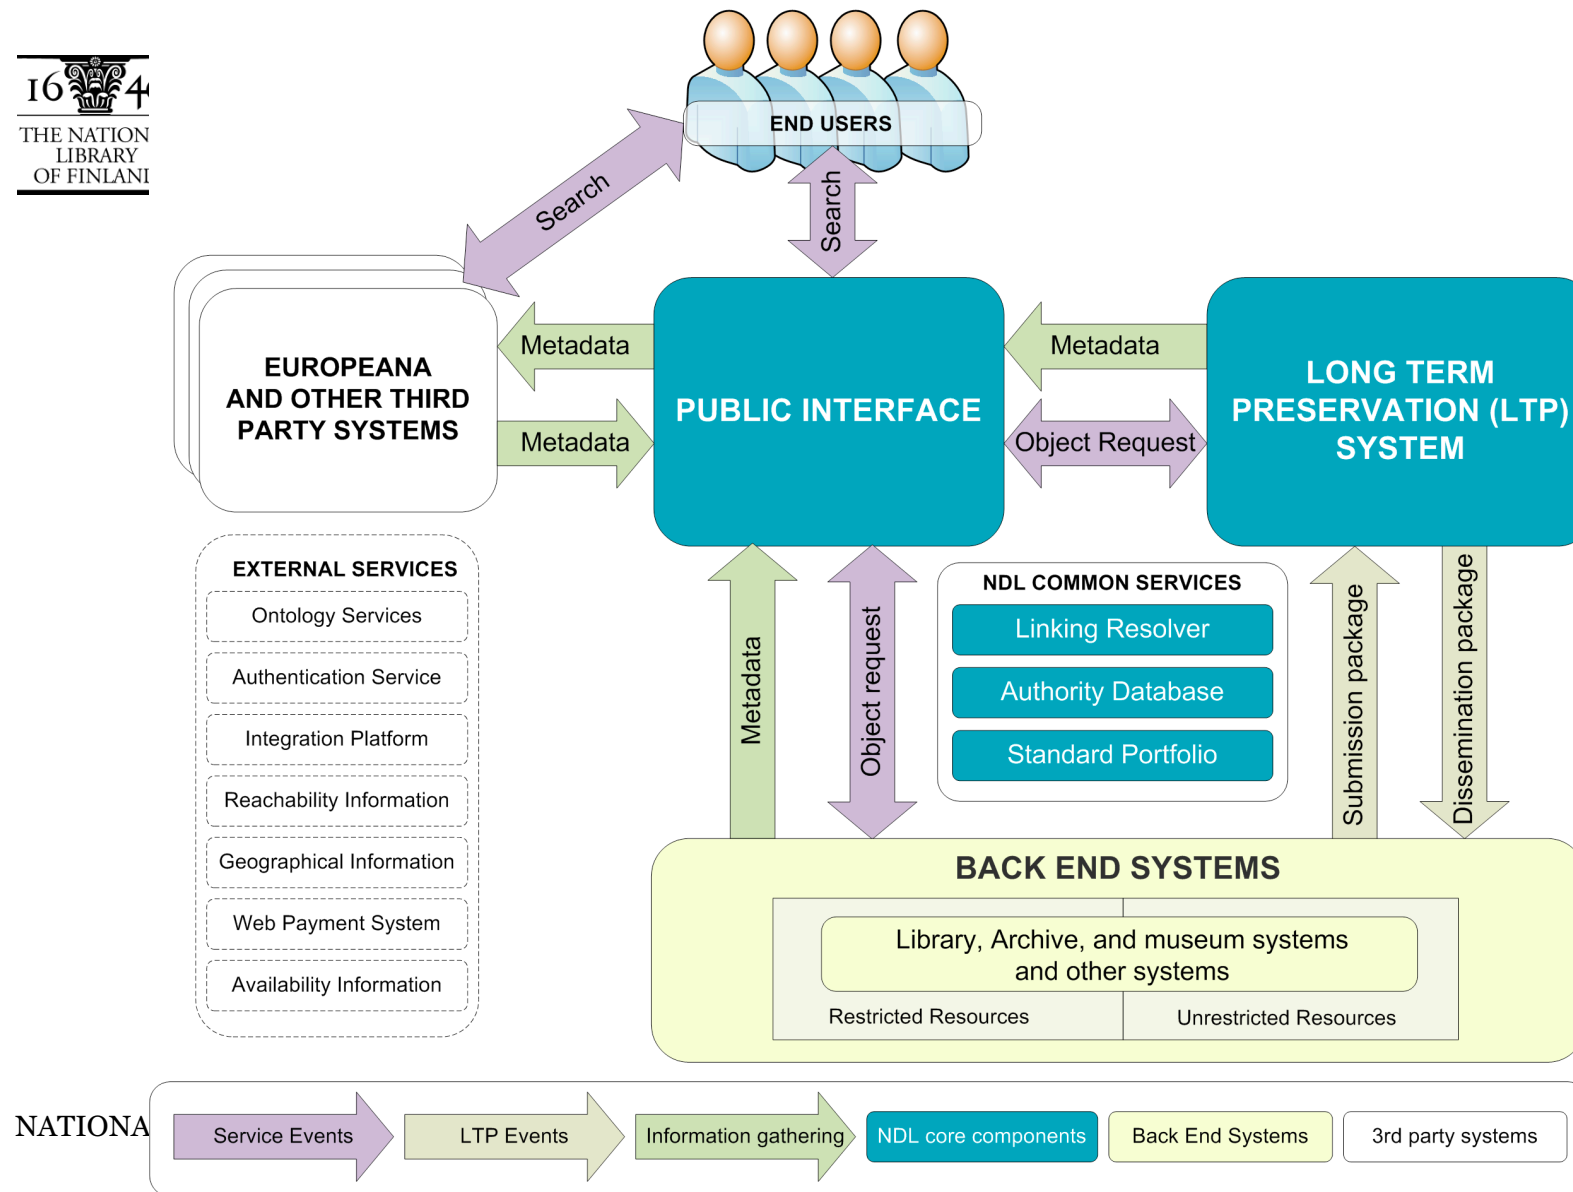 16 4
THE NATION
LIBRARY
OF FINLAN
END USERS
Search
Search
EUROPEANA
AND OTHER THIRD
PARTY SYSTEMS
Metadata
Metadata
PUBLIC INTERFACE
Metadata
Object Request
LONG TERM
PRESERVATION (LTP)
SYSTEM
EXTERNAL SERVICES
Ontology Services
Authentication Service
Integration Platform
Reachability Information
Geographical Information
Web Payment System
Availability Information
Metadata
Object request
NDL COMMON SERVICES
Linking Resolver
Authority Database
Standard Portfolio
Submission package
Dissemination package
BACK END SYSTEMS
Library, Archive, and museum systems
and other systems
Restricted Resources
Unrestricted Resources
NATIONA
Service Events
LTP Events
Information gathering
NDL core components
Back End Systems
3rd party systems